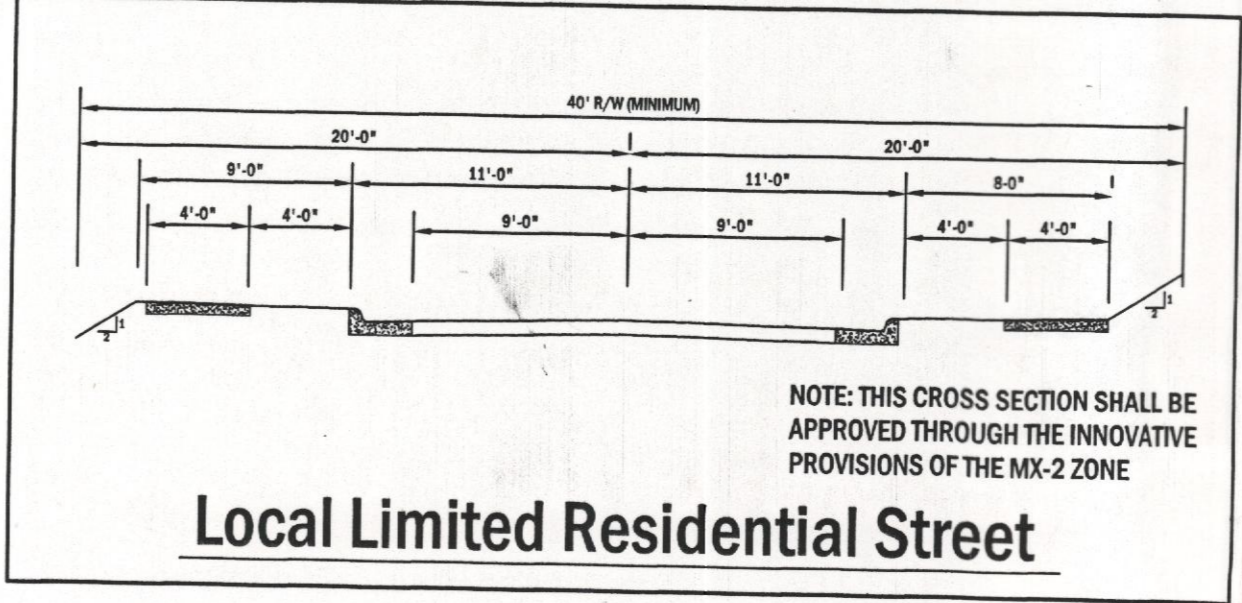 40' R/W (MINIMUM)
20'-0" 20'-0"
9'-0" 11'-0" 11'-0" 8-0"
4'-0" 4'-0" 9'-0" 9'-0" 4'-0" 4'-0"
1
2
1
2
NOTE: THIS CROSS SECTION SHALL BE
APPROVED THROUGH THE INNOVATIVE
PROVISIONS OF THE MX-2 ZONE
Local Limited Residential Street